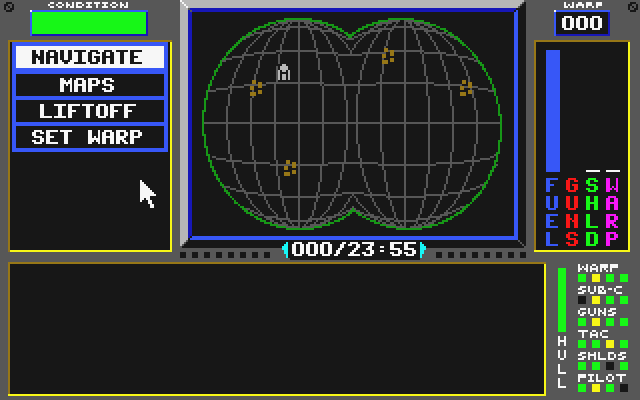 CONDITION
WARP
000
NAVIGATE
MAPS
LIFTOFF
SET WARP
FUEL
GUNS
SHLD
WARP
000/23:55
HULL
WARP
SUB-C
GUNS
TAC
SHLDS
PILOT